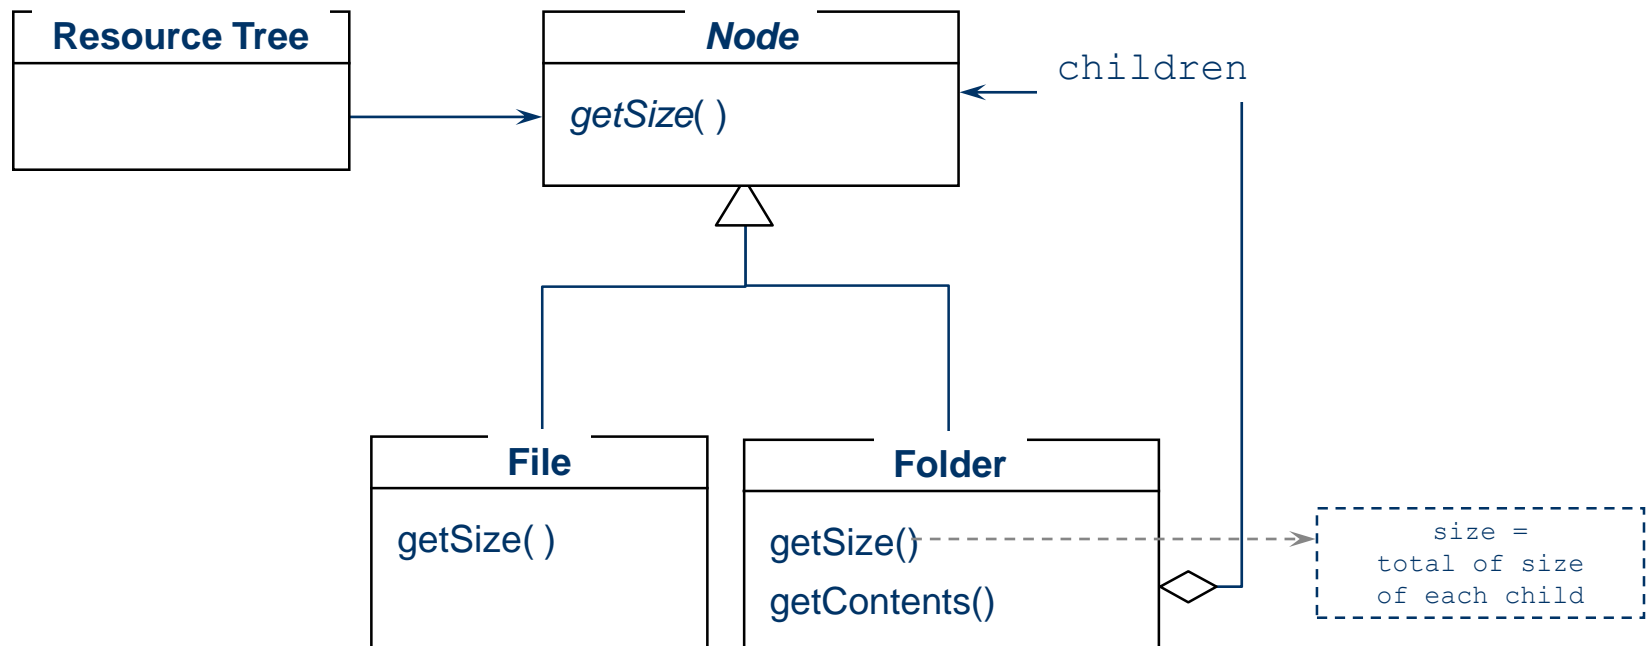 Resource Tree
Node
children
getSize( )
File
Folder
getSize( )
getSize()
getContents()
size =
total of size
of each child